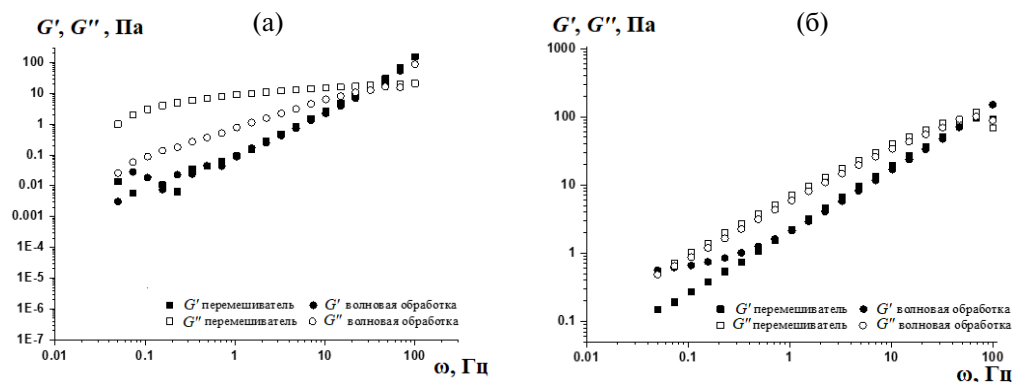 (а)
G′, G″ , Па
100
10
1
0.1
0.01
0.001
1E-4
1E-5
1E-6
1E-7
G′ перемешиватель
G′ волновая обработка
G″ перемешиватель
G″ волновая обработка
0.01
0.1
1
10
100
ω, Гц
(б)
G′, G″, Па
1000
100
10
1
0.1
G′ перемешиватель
G′ волновая обработка
G″ перемешиватель
G″ волновая обработка
0.01
0.1
1
10
100
ω, Гц